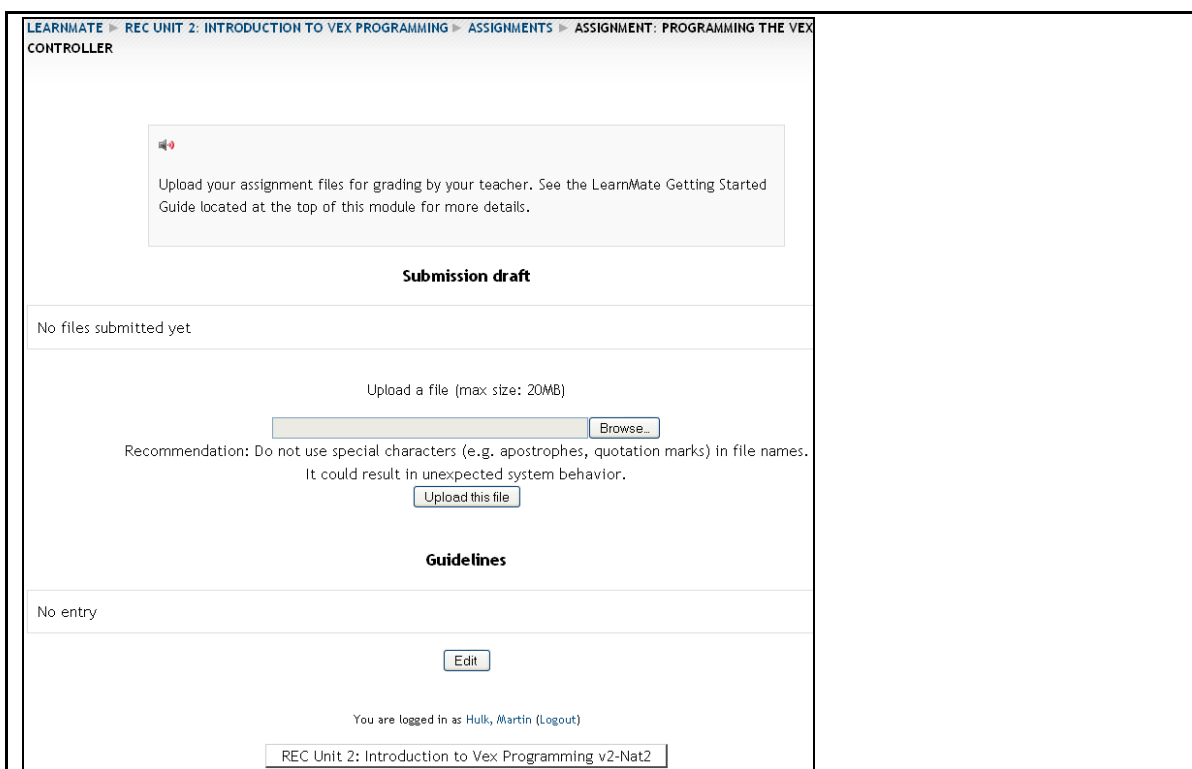 LEARNMATE ► REC UNIT 2: INTRODUCTION TO VEX PROGRAMMING ► ASSIGNMENTS ► ASSIGNMENT: PROGRAMMING THE VEX
CONTROLLER
Upload your assignment files for grading by your teacher. See the LearnMate Getting Started
Guide located at the top of this module for more details.
Submission draft
No files submitted yet
Upload a file (max size: 20MB)
Browse...
Recommendation: Do not use special characters (e.g. apostrophes, quotation marks) in file names.
It could result in unexpected system behavior.
Upload this file
Guidelines
No entry
Edit
You are logged in as Hulk, Martin (Logout)
REC Unit 2: Introduction to Vex Programming v2-Nat2